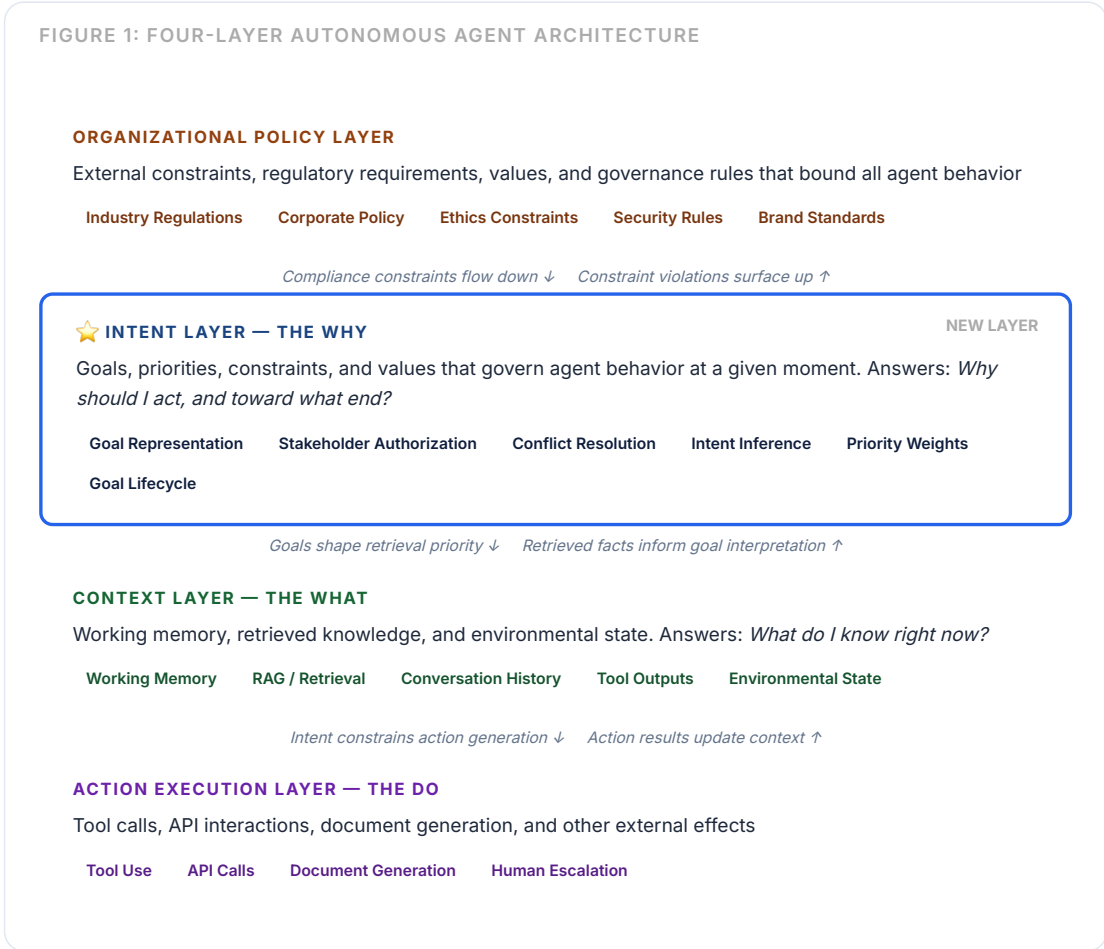 FIGURE 1: FOUR-LAYER AUTONOMOUS AGENT ARCHITECTURE
ORGANIZATIONAL POLICY LAYER
External constraints, regulatory requirements, values, and governance rules that bound all agent behavior
Industry Regulations Corporate Policy Ethics Constraints Security Rules Brand Standards
Compliance constraints flow down ↓ Constraint violations surface up ↑
⭐ INTENT LAYER — THE WHY NEW LAYER
Goals, priorities, constraints, and values that govern agent behavior at a given moment. Answers: Why
should I act, and toward what end?
Goal Representation Stakeholder Authorization Conflict Resolution Intent Inference Priority Weights
Goal Lifecycle
Goals shape retrieval priority ↓ Retrieved facts inform goal interpretation ↑
CONTEXT LAYER — THE WHAT
Working memory, retrieved knowledge, and environmental state. Answers: What do I know right now?
Working Memory RAG / Retrieval Conversation History Tool Outputs Environmental State
Intent constrains action generation ↓ Action results update context ↑
ACTION EXECUTION LAYER — THE DO
Tool calls, API interactions, document generation, and other external effects
Tool Use API Calls Document Generation Human Escalation